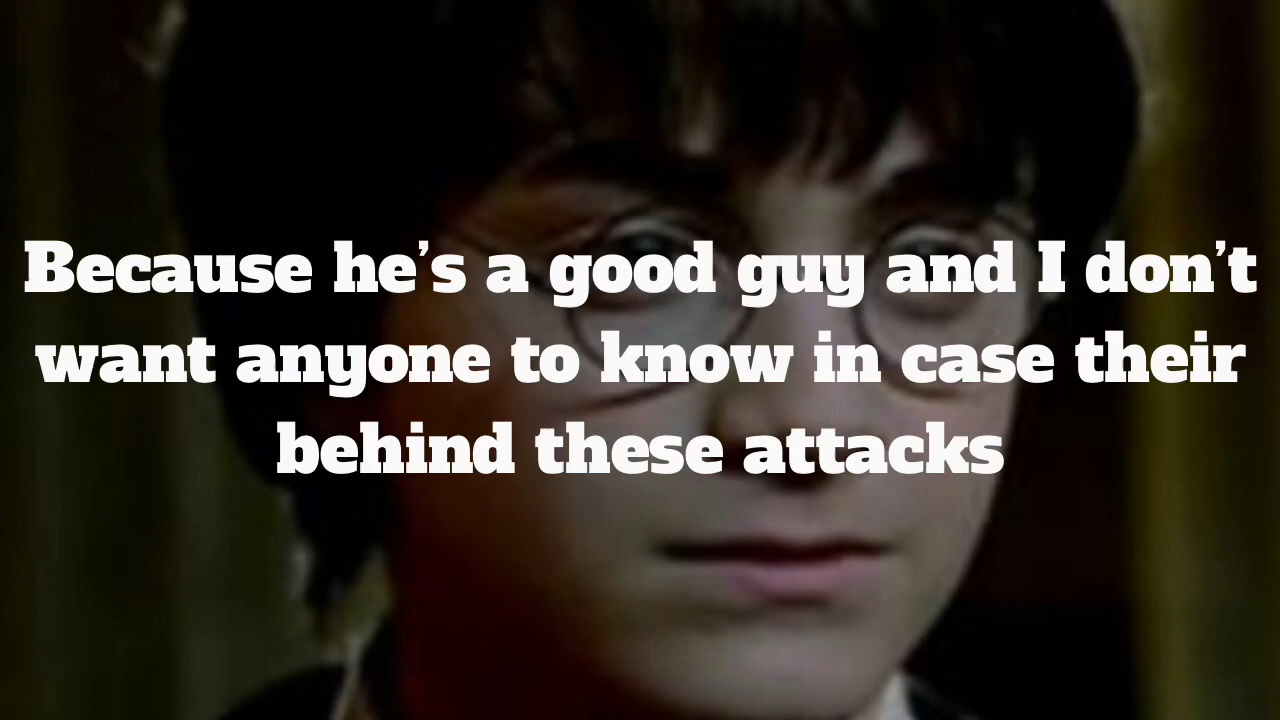 Because he’s a good guy and I don’t
want anyone to know in case their
behind these attacks